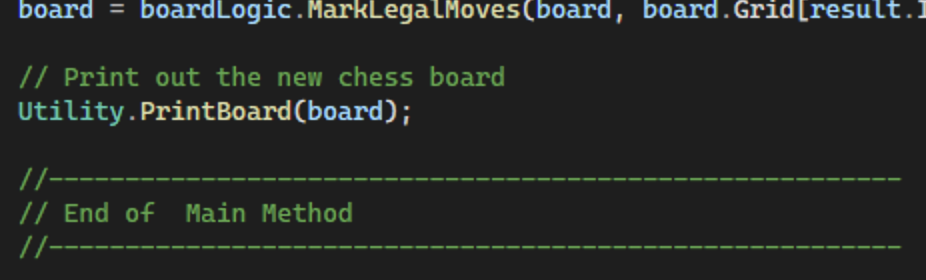 board = boardLogic.MarkLegalMoves(board, board.Grid[result.
// Print out the new chess board
Utility.PrintBoard(board);
//---------------------------------------------------------
// End of  Main Method
//---------------------------------------------------------